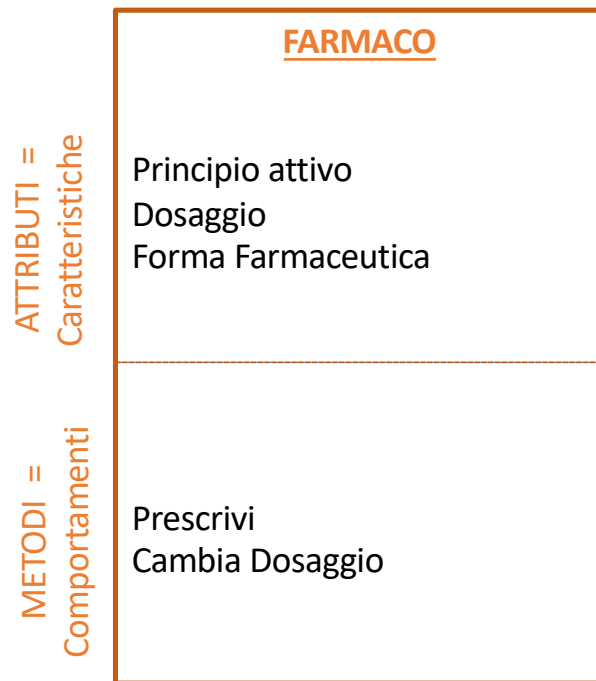 FARMACO
ATTRIBUTI =
Caratteristiche
Principio attivo
Dosaggio
Forma Farmaceutica
METODI =
Comportamenti
Prescrivi
Cambia Dosaggio